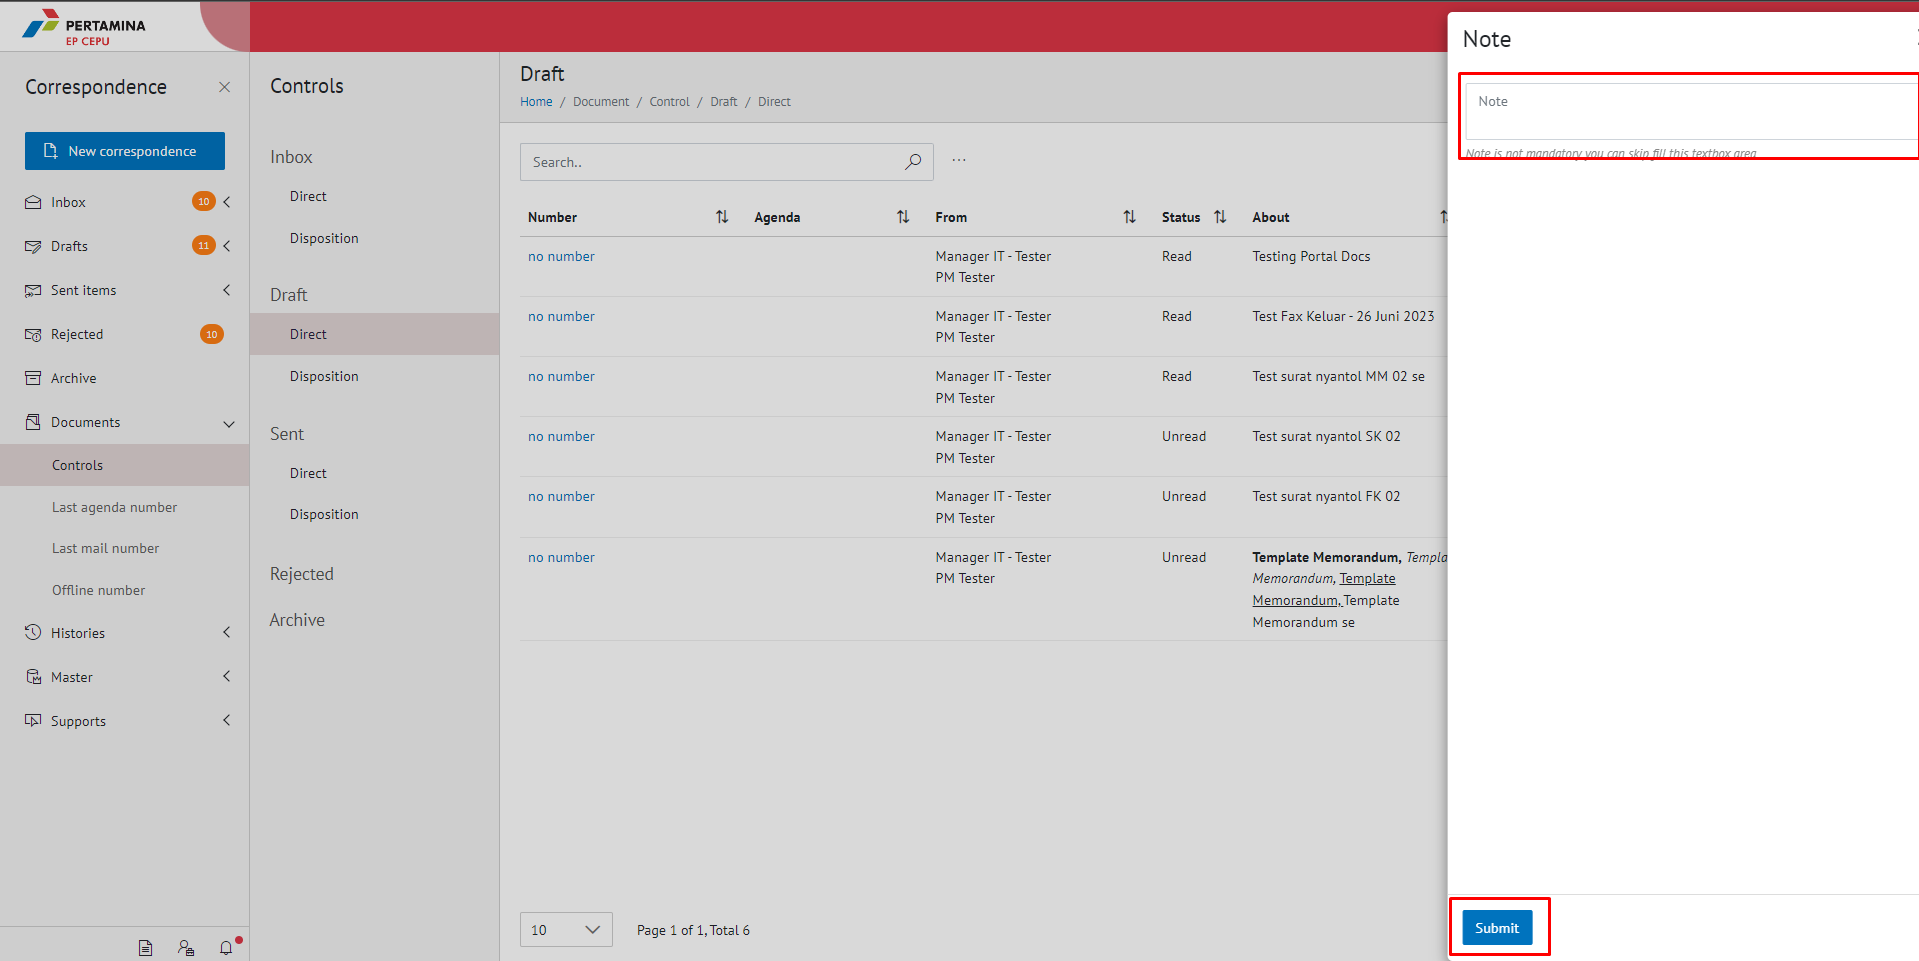 PERTAMINA
EP CEPU
Correspondence
New correspondence
Inbox 10
Drafts 11
Sent items
Rejected 10
Archive
Documents
Controls
Last agenda number
Last mail number
Offline number
Histories
Master
Supports
Controls
Inbox
Direct
Disposition
Draft
Direct
Disposition
Sent
Direct
Disposition
Rejected
Archive
Draft
Home / Document / Control / Draft / Direct
Search..
Number Agenda From Status About
no number Manager IT - Tester Read Testing Portal Docs
PM Tester
no number Manager IT - Tester Read Test Fax Keluar - 26 Juni 2023
PM Tester
no number Manager IT - Tester Read Test surat nyantol MM 02 se
PM Tester
no number Manager IT - Tester Unread Test surat nyantol SK 02
PM Tester
no number Manager IT - Tester Unread Test surat nyantol FK 02
PM Tester
no number Manager IT - Tester Unread Template Memorandum, Templa
PM Tester Memorandum, Template
Memorandum, Template
Memorandum se
10 Page 1 of 1, Total 6
Note
Note
Note is not mandatory you can skip fill this textbox area
Submit